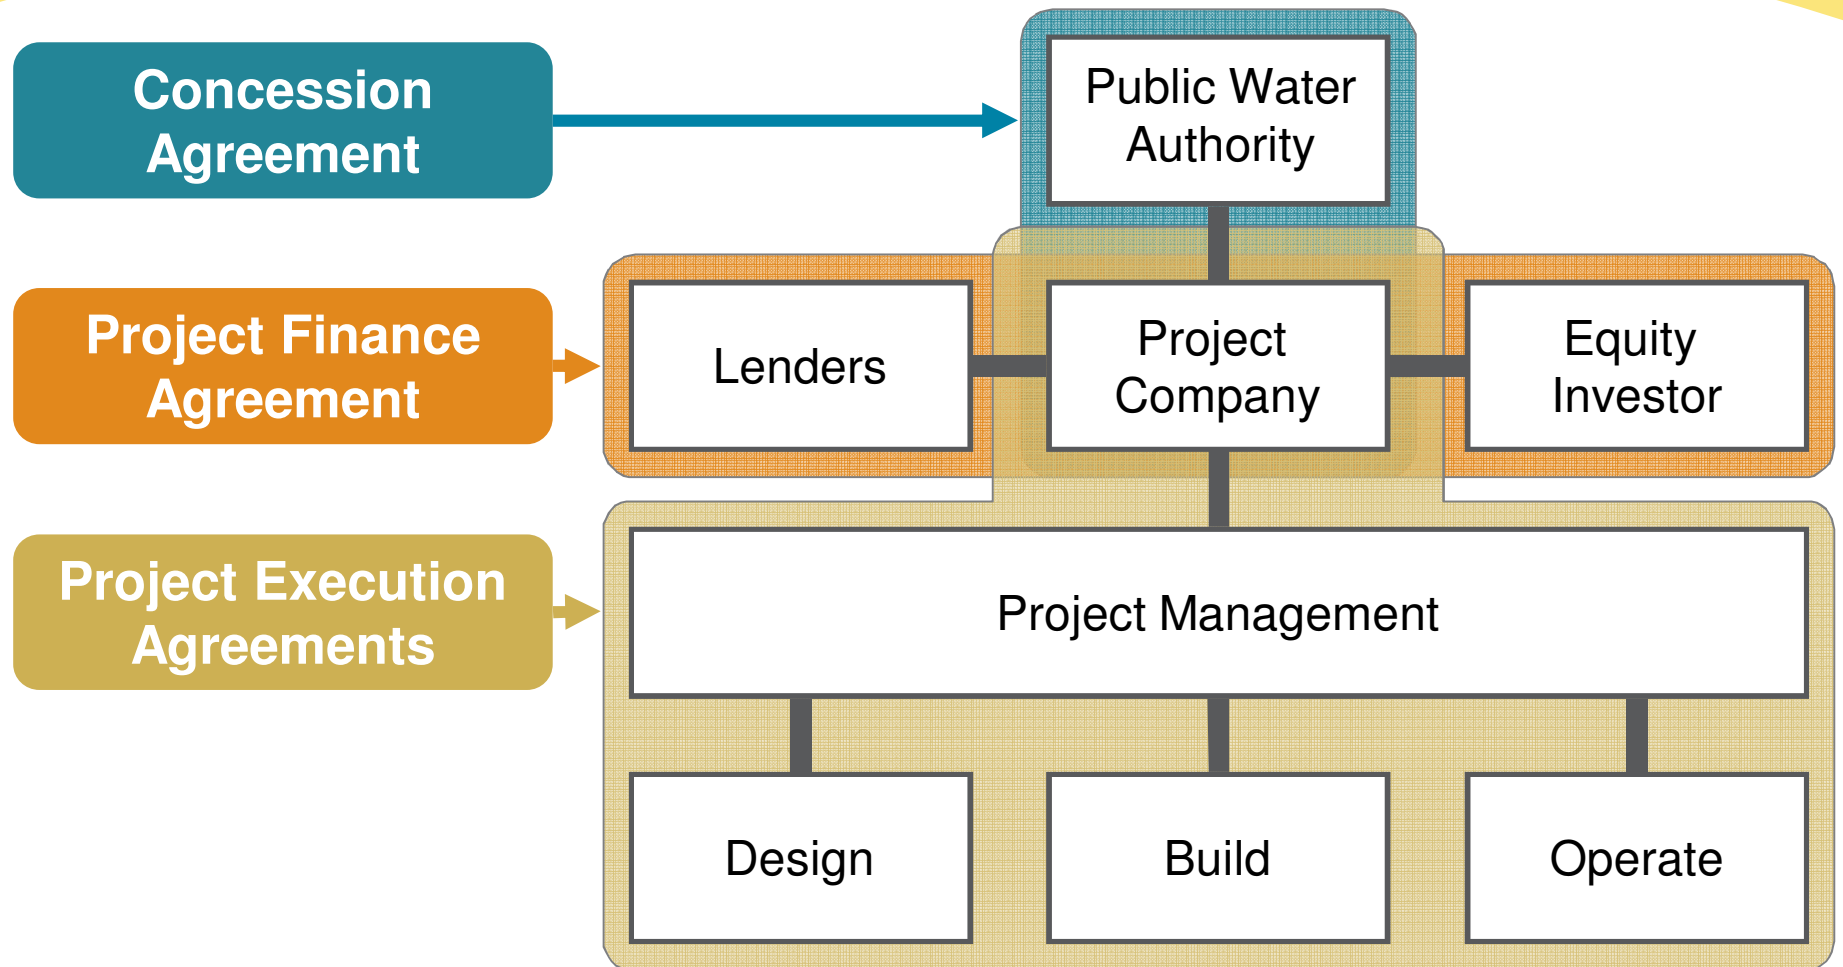 Concession
Agreement
Public Water
Authority
Project Finance
Agreement
Lenders
Project
Company
Equity
Investor
Project Execution
Agreements
Project Management
Design
Build
Operate